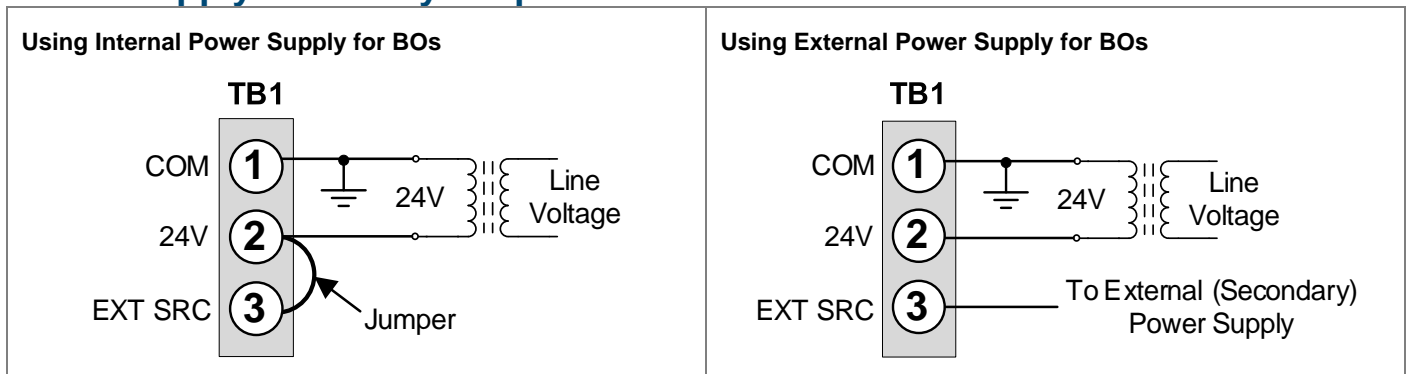 Using Internal Power Supply for BOs
TB1
COM 1
24V
Line
Voltage
24V 2
EXT SRC 3
Jumper
Using External Power Supply for BOs
TB1
COM 1
24V
Line
Voltage
24V 2
EXT SRC 3
To External (Secondary)
Power Supply